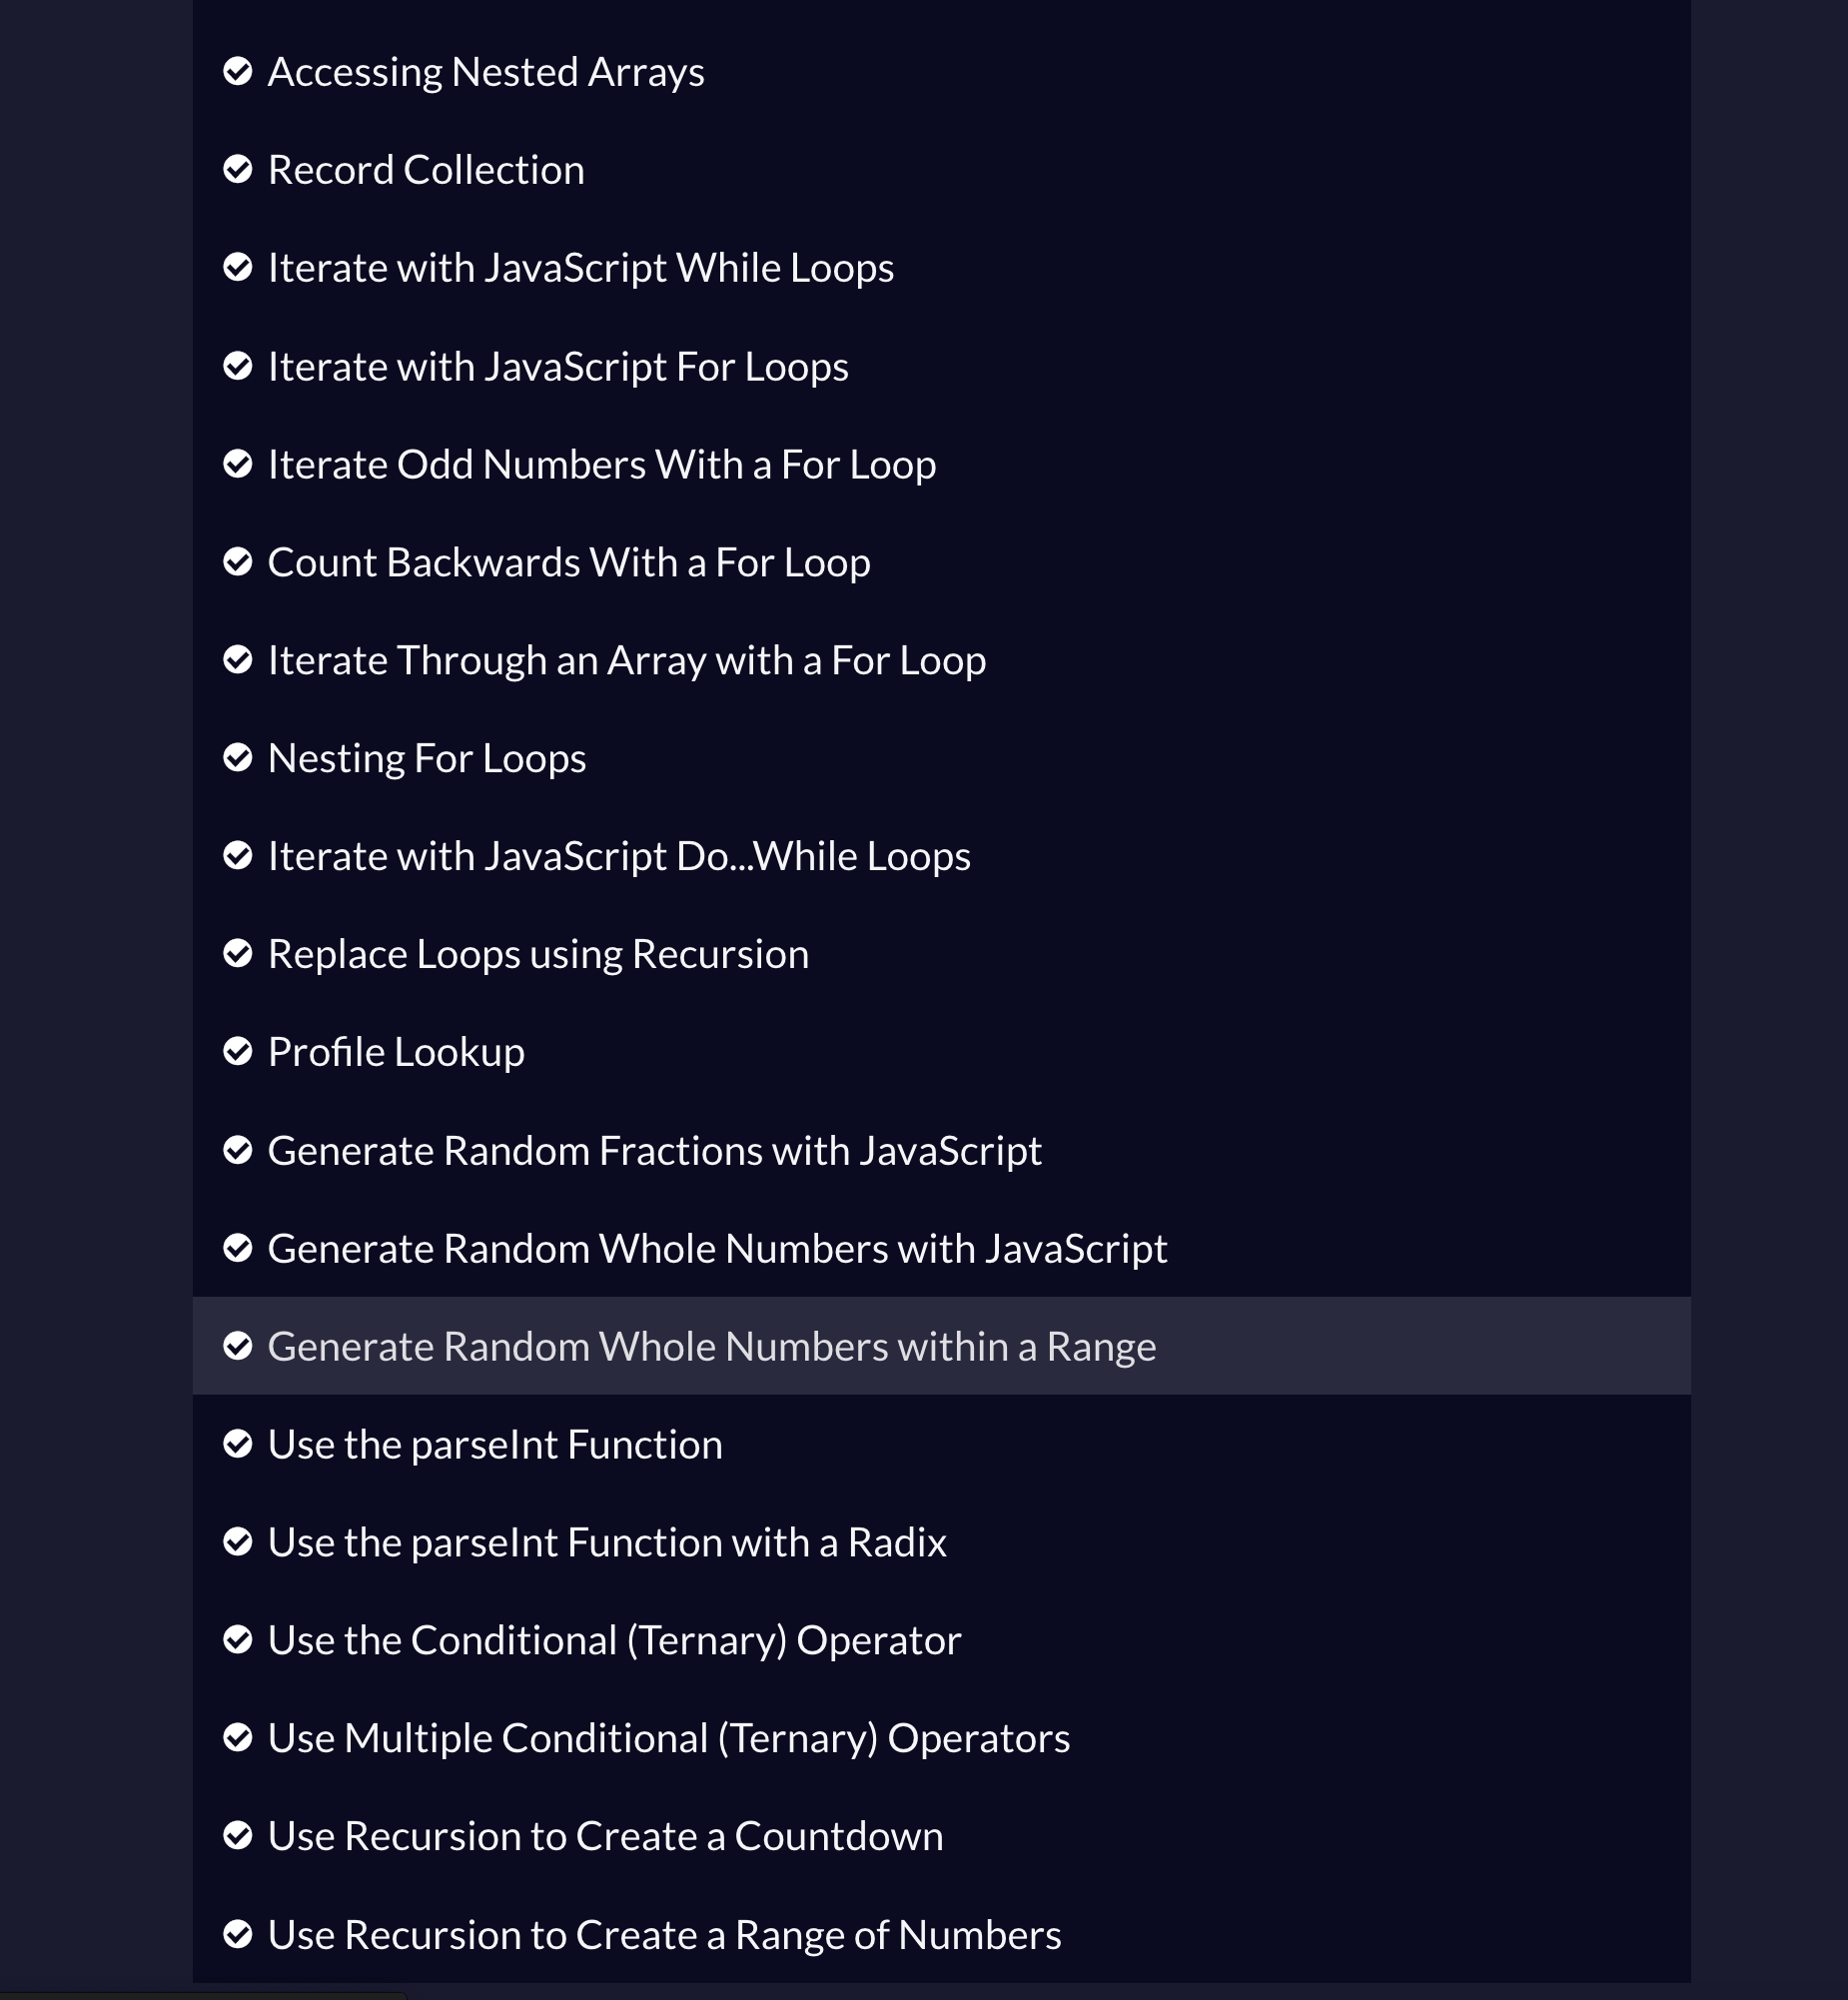 Accessing Nested Arrays
Record Collection
Iterate with JavaScript While Loops
Iterate with JavaScript For Loops
Iterate Odd Numbers With a For Loop
Count Backwards With a For Loop
Iterate Through an Array with a For Loop
Nesting For Loops
Iterate with JavaScript Do...While Loops
Replace Loops using Recursion
Profile Lookup
Generate Random Fractions with JavaScript
Generate Random Whole Numbers with JavaScript
Generate Random Whole Numbers within a Range
Use the parseInt Function
Use the parseInt Function with a Radix
Use the Conditional (Ternary) Operator
Use Multiple Conditional (Ternary) Operators
Use Recursion to Create a Countdown
Use Recursion to Create a Range of Numbers